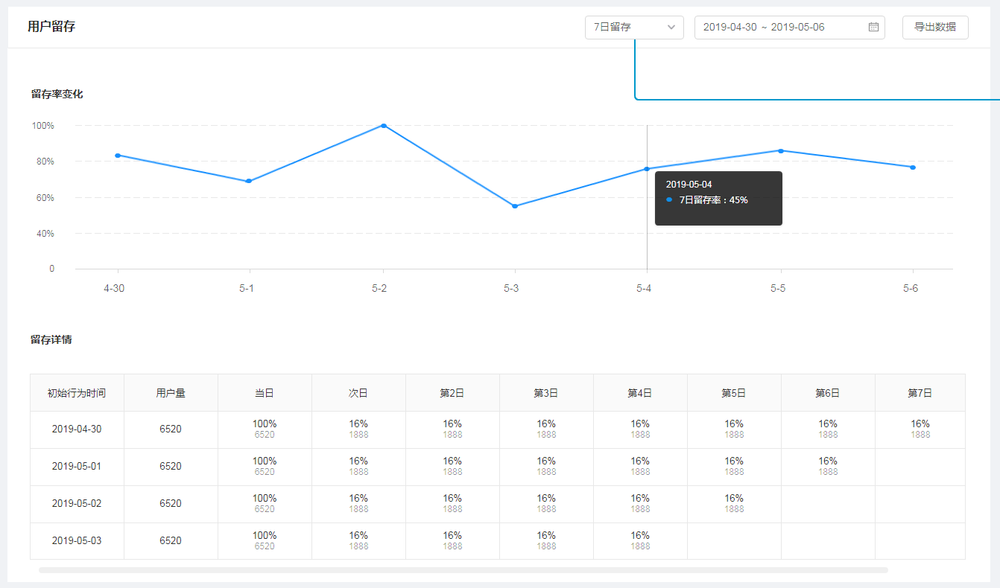 用户留存
7日留存
2019-04-30 ~ 2019-05-06
导出数据
留存率变化
100%
80%
60%
40%
0
2019-05-04
7日留存率：45%
4-30 5-1 5-2 5-3 5-4 5-5 5-6
留存详情
初始行为时间 用户量 当日 次日 第2日 第3日 第4日 第5日 第6日 第7日
2019-04-30 6520 100% 16% 16% 16% 16% 16% 16% 16%
6520 1888 1888 1888 1888 1888 1888 1888
2019-05-01 6520 100% 16% 16% 16% 16% 16% 16%
6520 1888 1888 1888 1888 1888 1888
2019-05-02 6520 100% 16% 16% 16% 16% 16%
6520 1888 1888 1888 1888 1888
2019-05-03 6520 100% 16% 16% 16% 16%
6520 1888 1888 1888 1888